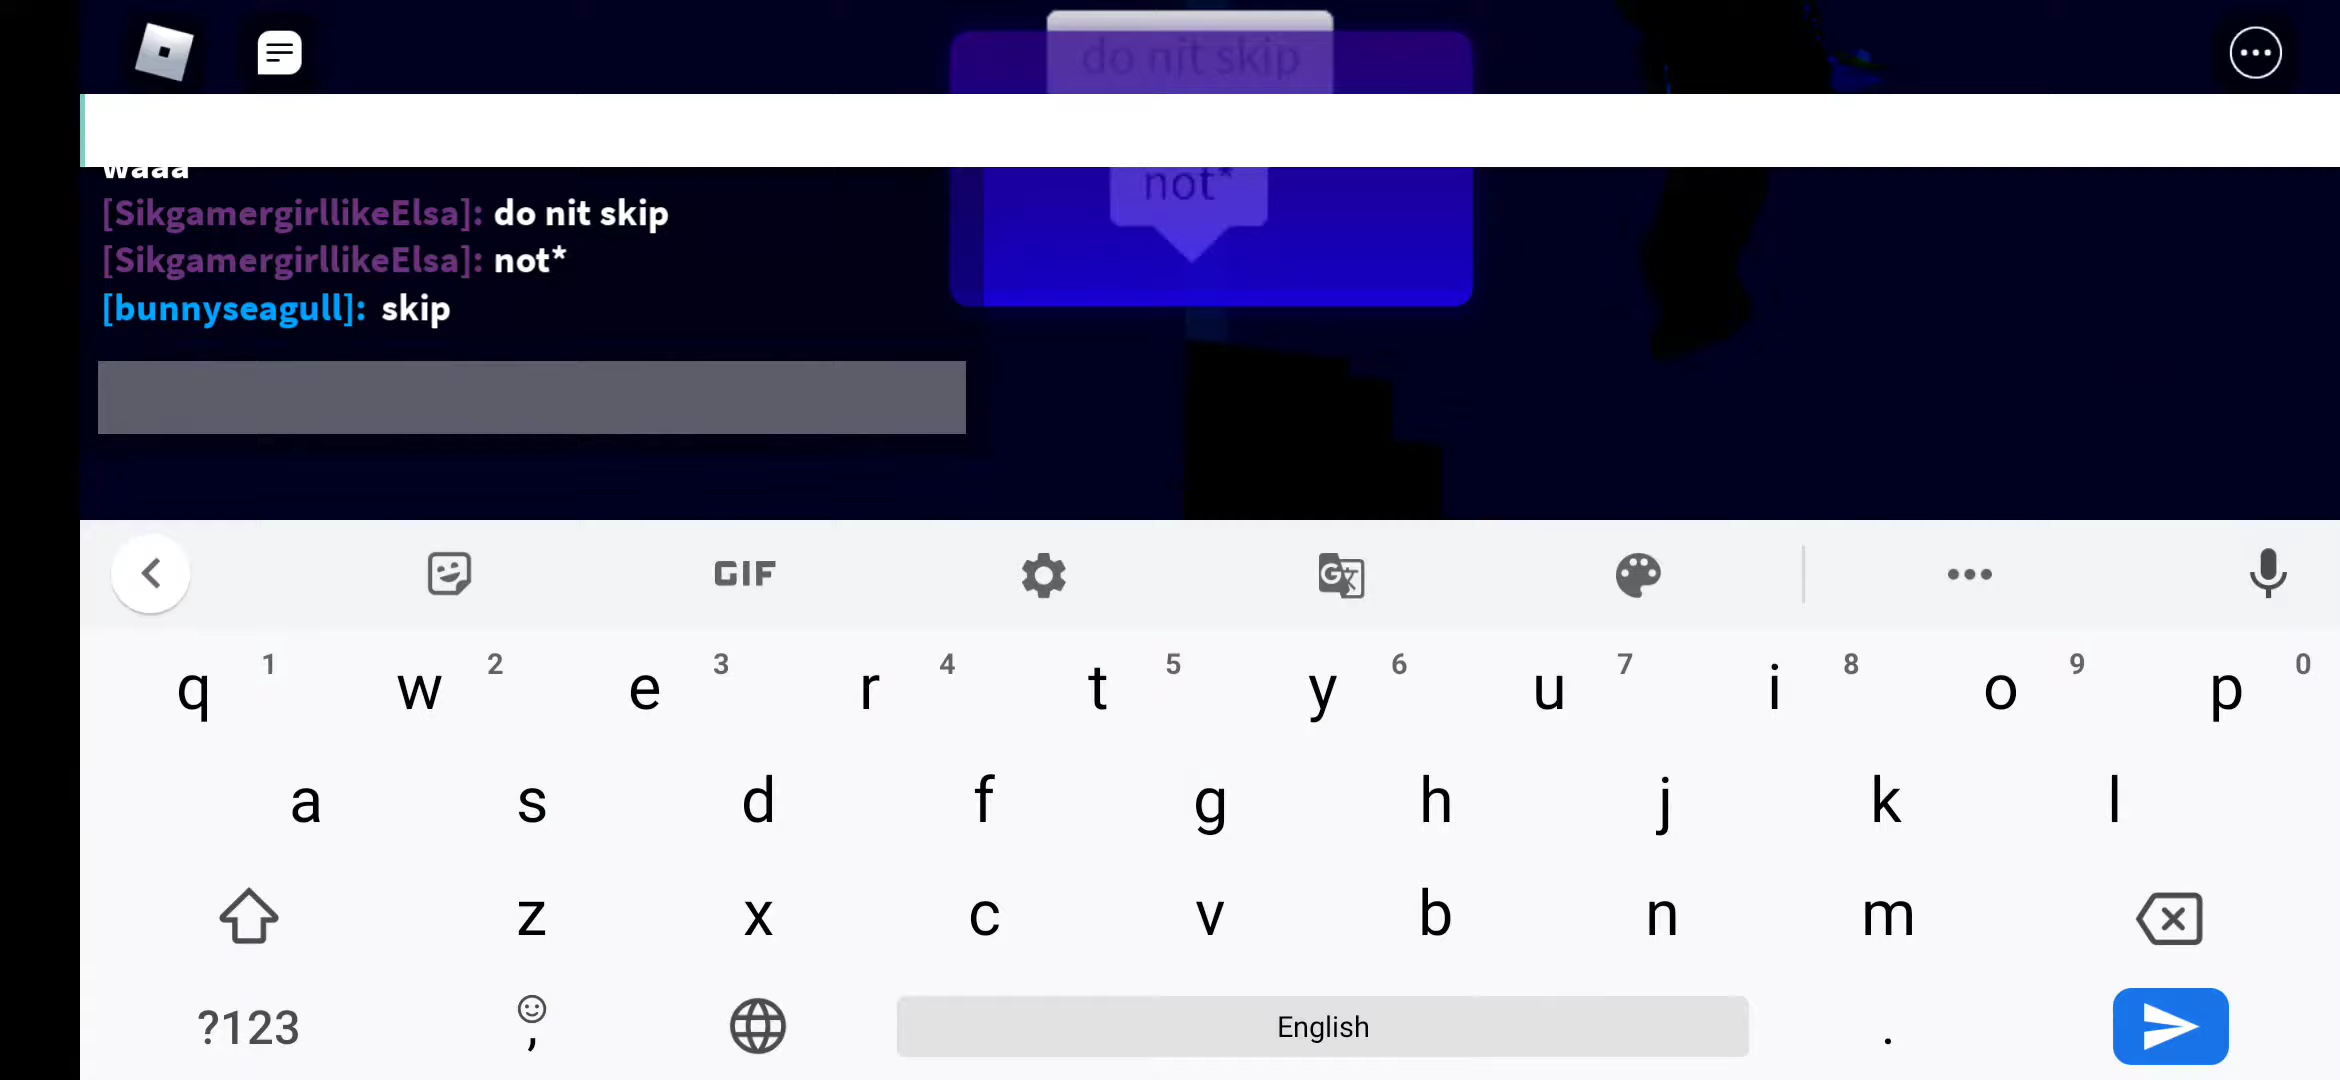 do nit skip
not*
waaa
[SikgamergirllikeElsa]: do nit skip
[SikgamergirllikeElsa]: not*
[bunnyseagull]: skip
GIF
q 1 w 2 e 3 r 4 t 5 y 6 u 7 i 8 o 9 p 0
a s d f g h j k l
z x c v b n m
?123 , English .